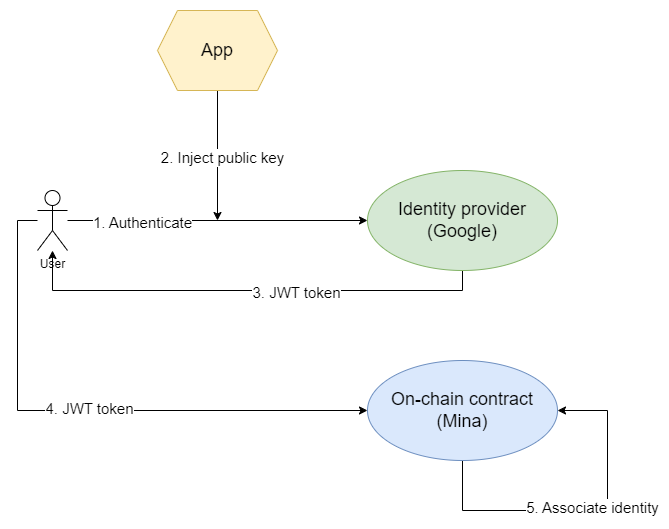 App
2. Inject public key
Identity provider
(Google)
1. Authenticate
User
3. JWT token
On-chain contract
(Mina)
4. JWT token
5. Associate identity